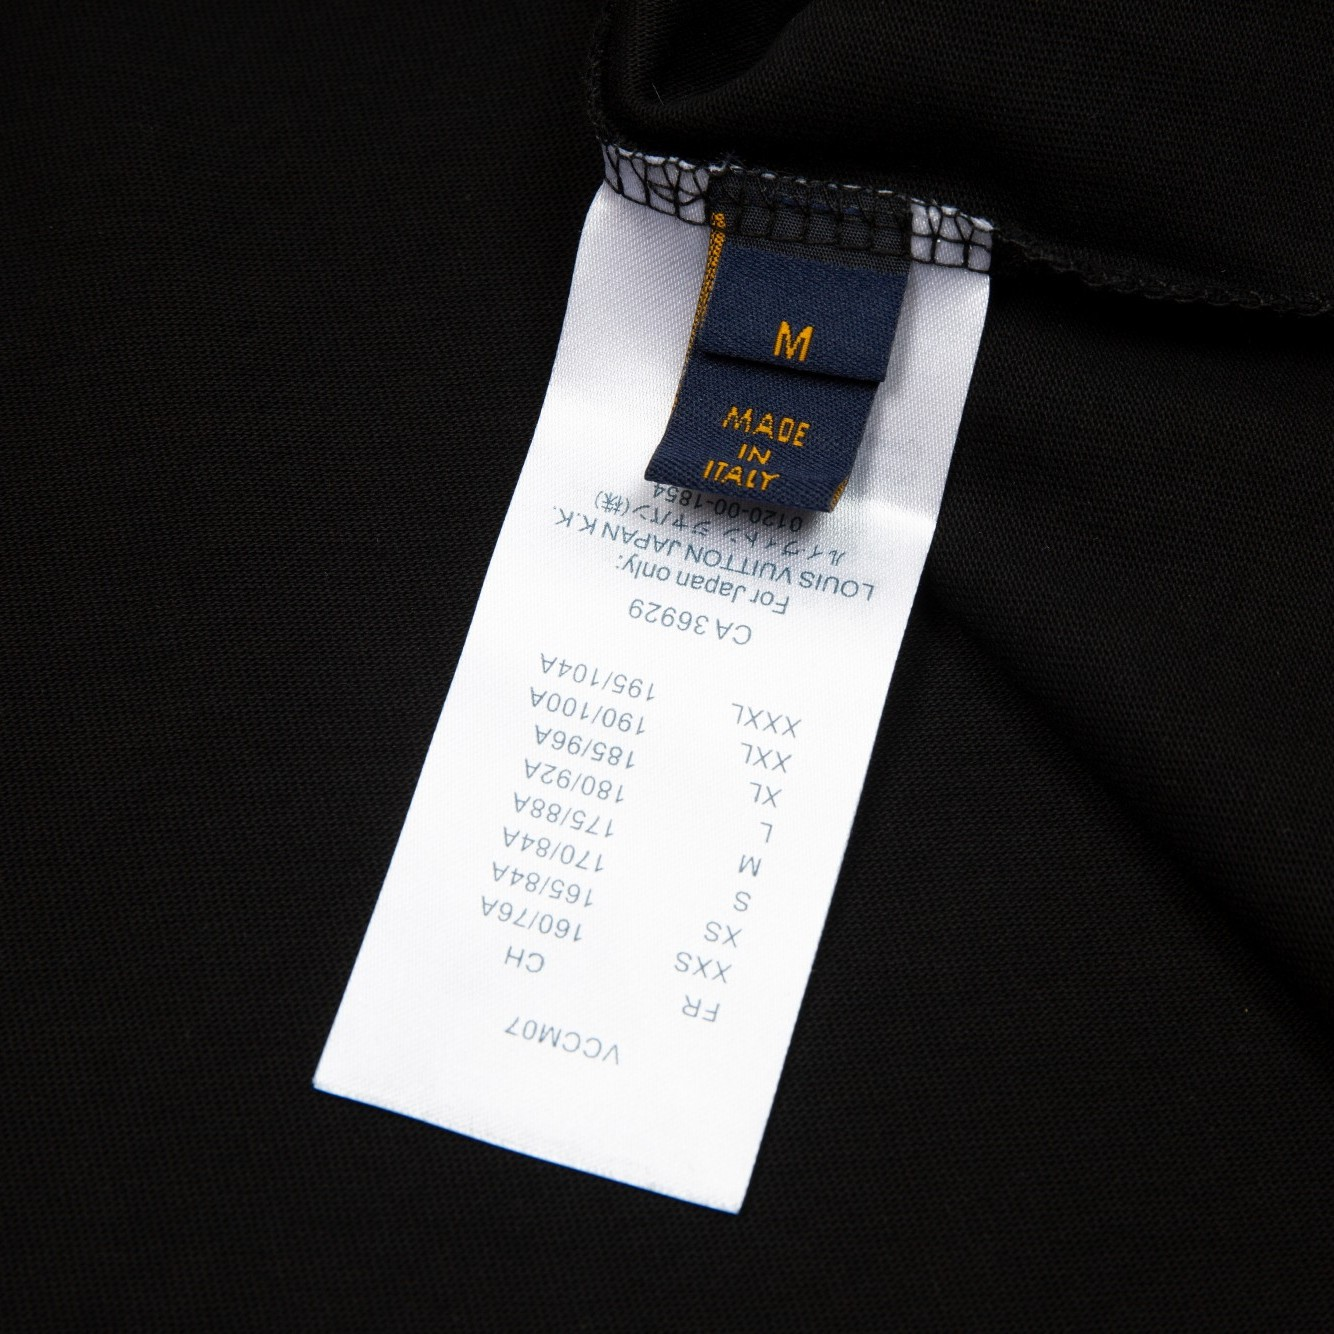 M
MADE
IN
ITALY
VCCM07
FR CH
XXS 160/76A
XS 165/84A
S 170/84A
M 175/88A
L 180/92A
XL 185/96A
XXL 190/100A
XXXL 195/104A
CA 36929
For Japan only:
LOUIS VUITTON JAPAN K.K.
ルイヴィトン ジャパン(株)
0120-00-1854